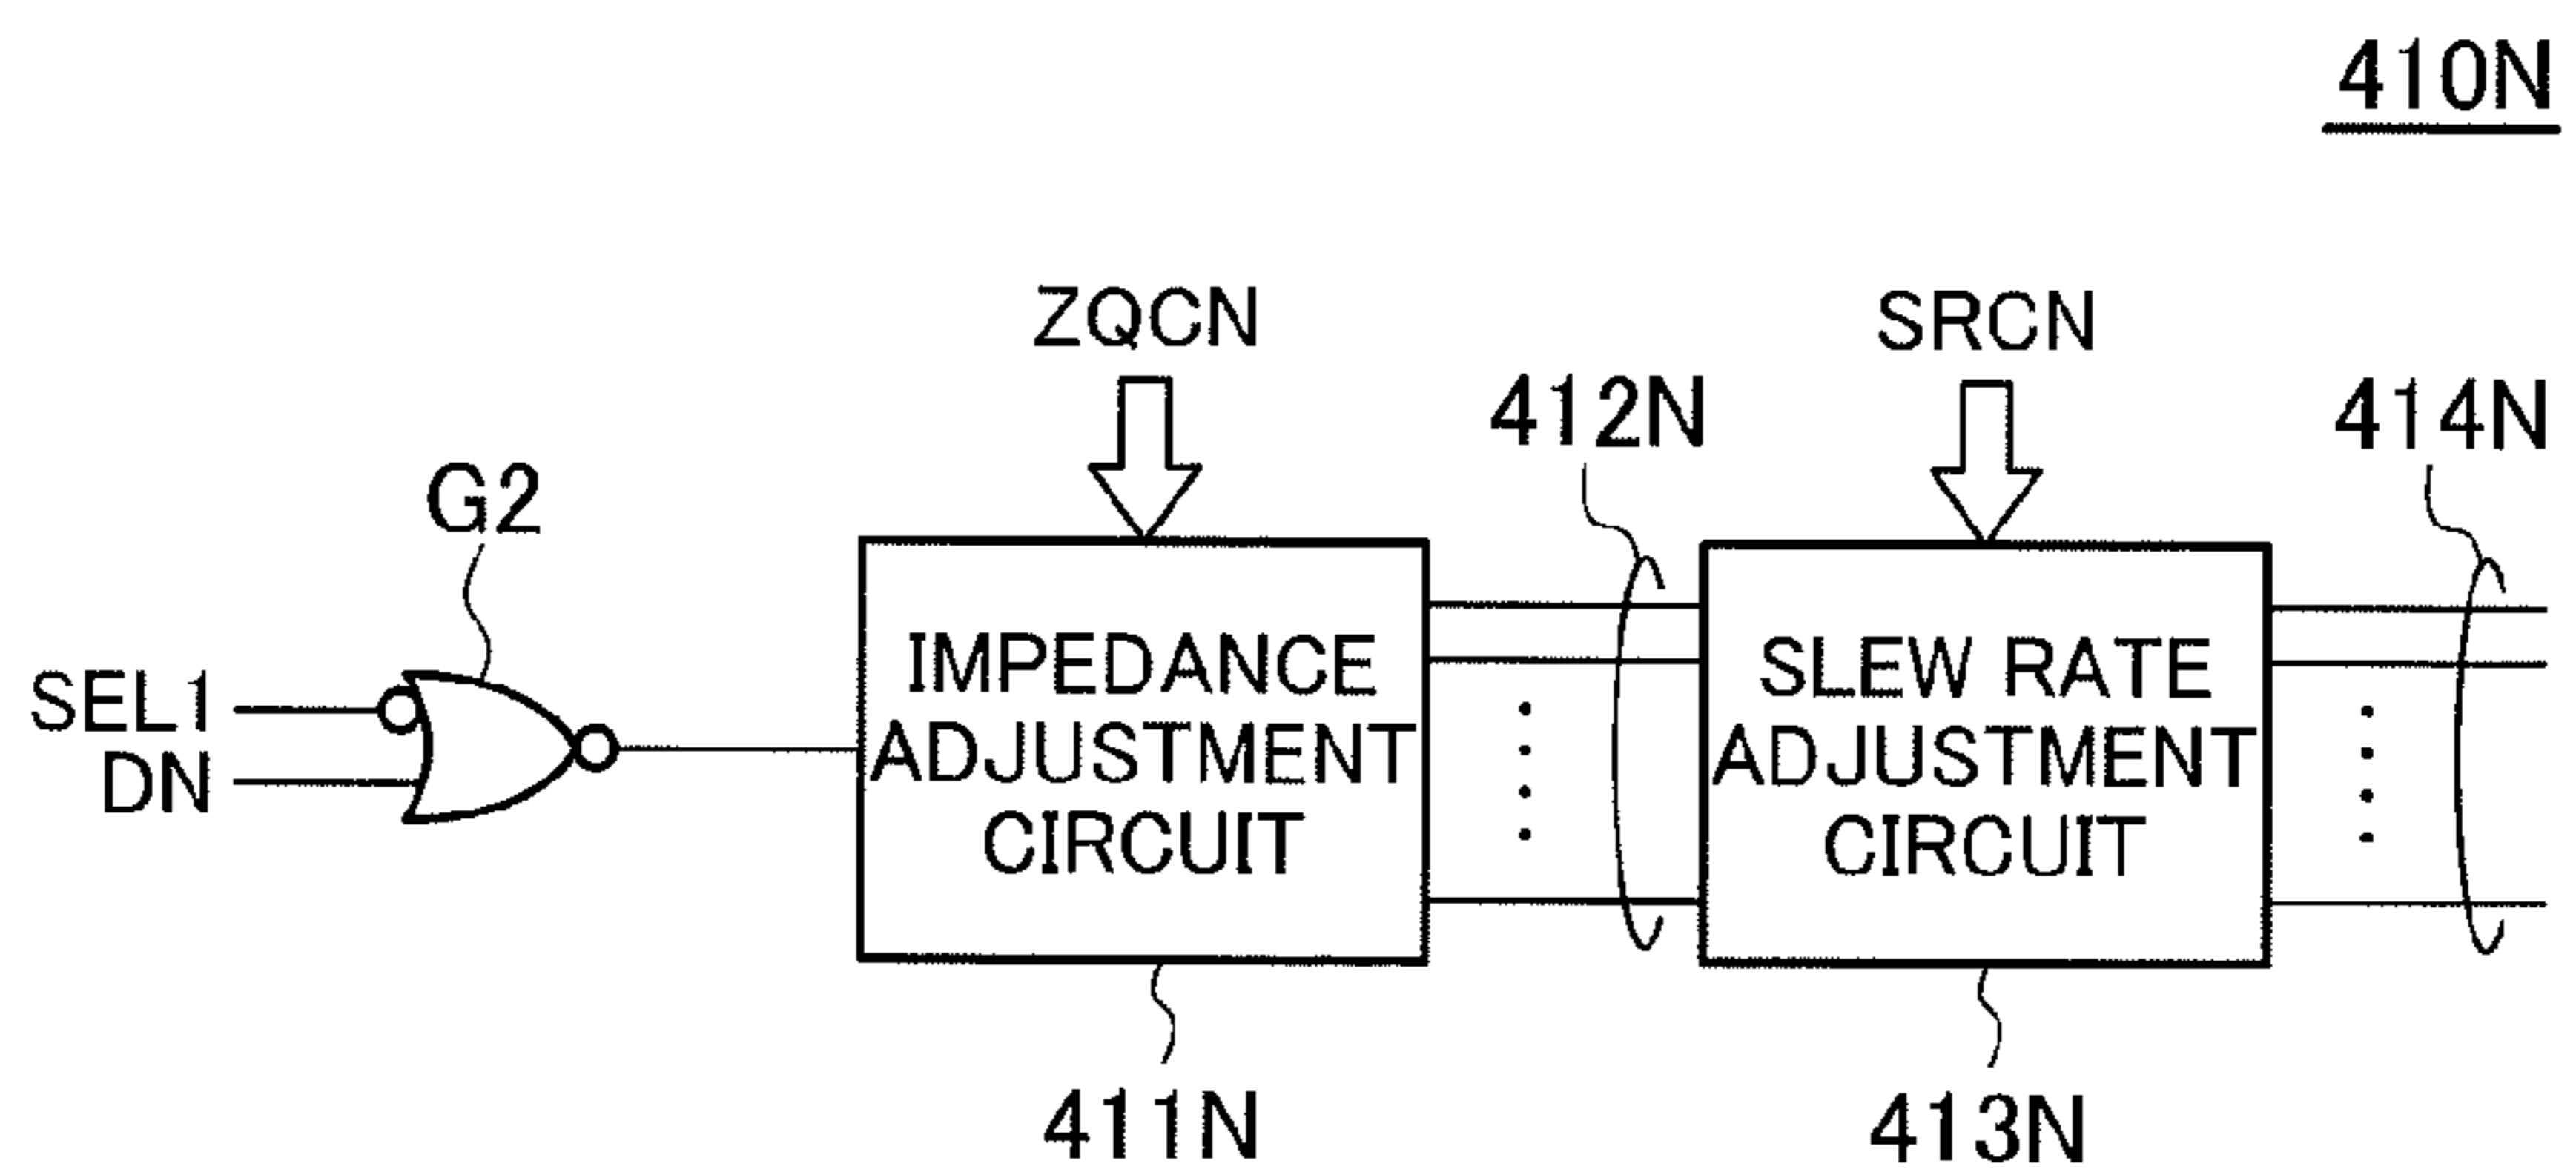 410N
ZQCN
SRCN
412N
414N
G2
SEL1
DN
IMPEDANCE
ADJUSTMENT
CIRCUIT
SLEW RATE
ADJUSTMENT
CIRCUIT
411N
413N